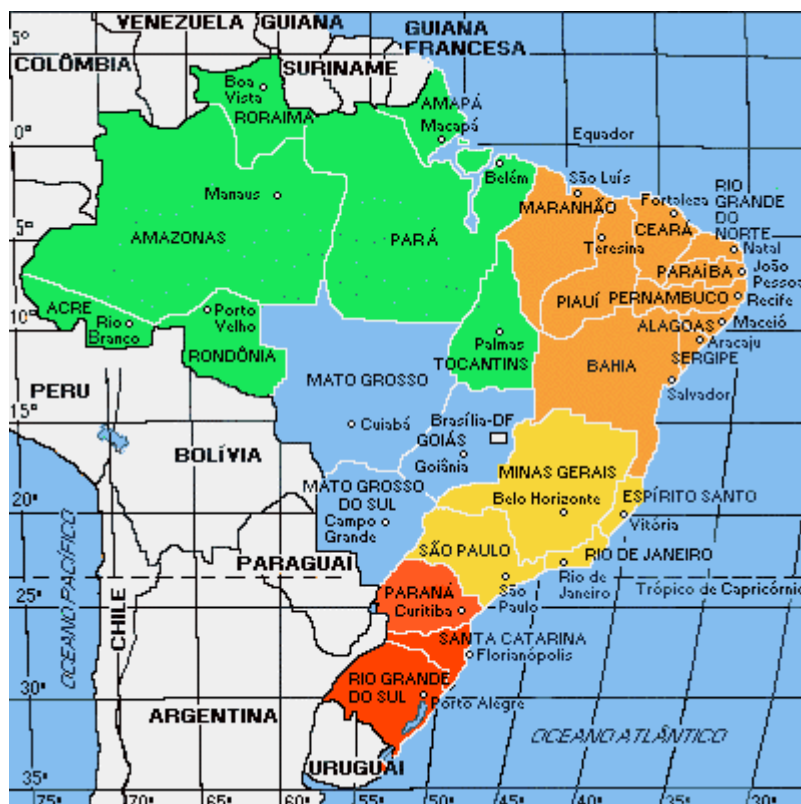 VENEZUELA
GUIANA
GUIANA
FRANCESA
5°
COLÔMBIA
SURINAME
Boa
Vista
RORAIMA
AMAPÁ
Macapá
Equador
0°
Belém
São Luís
Manaus
MARANHÃO
Fortaleza
CEARÁ
RIO
GRANDE
DO
NORTE
Natal
AMAZONAS
PARÁ
5°
Teresina
PARAÍBA
João
Pessoa
PIAUÍ
PERNAMBUCO
Recife
ACRE
Rio
Branco
Porto
Velho
10°
RONDÔNIA
Palmas
TOCANTINS
ALAGOAS
Maceió
Aracaju
SERGIPE
BAHIA
Salvador
MATO GROSSO
PERU
15°
Cuiabá
Brasília-DF
GOIÁS
Goiânia
BOLÍVIA
MINAS GERAIS
Belo Horizonte
MATO GROSSO
DO SUL
Campo
Grande
ESPÍRITO SANTO
Vitória
20°
SÃO PAULO
RIO DE JANEIRO
Rio de
Janeiro
São
Paulo
PARAGUAI
Trópico de Capricórnio
PARANÁ
Curitiba
25°
OCEANO PACÍFICO
CHILE
SANTA CATARINA
Florianópolis
RIO GRANDE
DO SUL
Porto Alegre
30°
ARGENTINA
OCEANO ATLÂNTICO
URUGUAI
35°
75°
70°
65°
60°
55°
50°
45°
40°
35°
30°